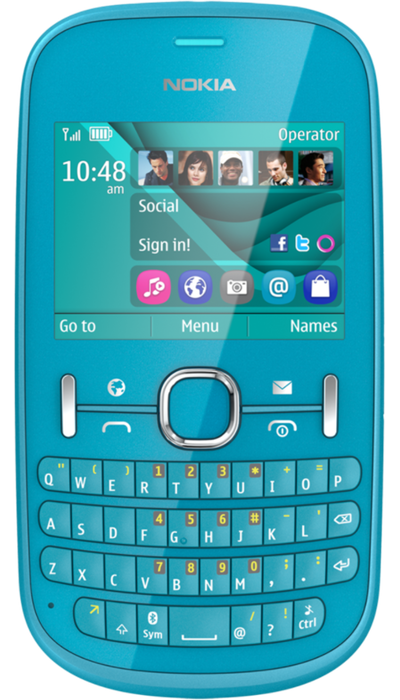 NOKIA
Operator
10:48
am
Social
Sign in!
f t
@
Go to Menu Names
Q " W ( E ) R 1 T 2 Y 3 U * I + O = P
A S D F 4 G 5 H 6 J # K - L '
Z X C V 7 B 8 N 9 M 0 , ; . :
Sym @ / ? ! Ctrl